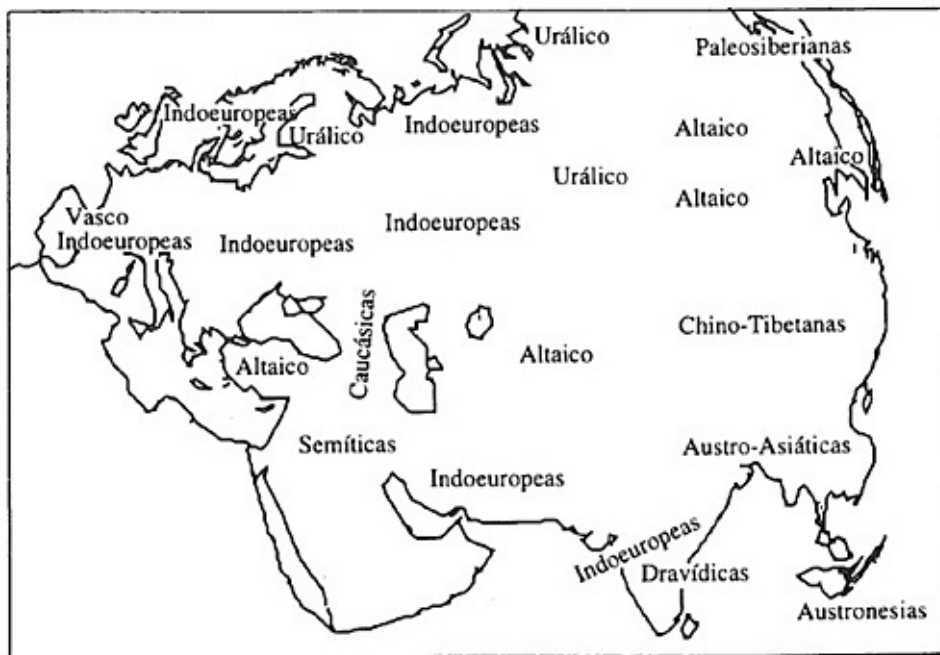 Urálico
Paleosiberianas
Indoeuropeas
Urálico
Indoeuropeas
Altaico
Altaico
Urálico
Altaico
Vasco
Indoeuropeas
Indoeuropeas
Indoeuropeas
Caucásicas
Chino-Tibetanas
Altaico
Altaico
Semíticas
Austro-Asiáticas
Indoeuropeas
Indoeuropeas
Dravídicas
Austronesias